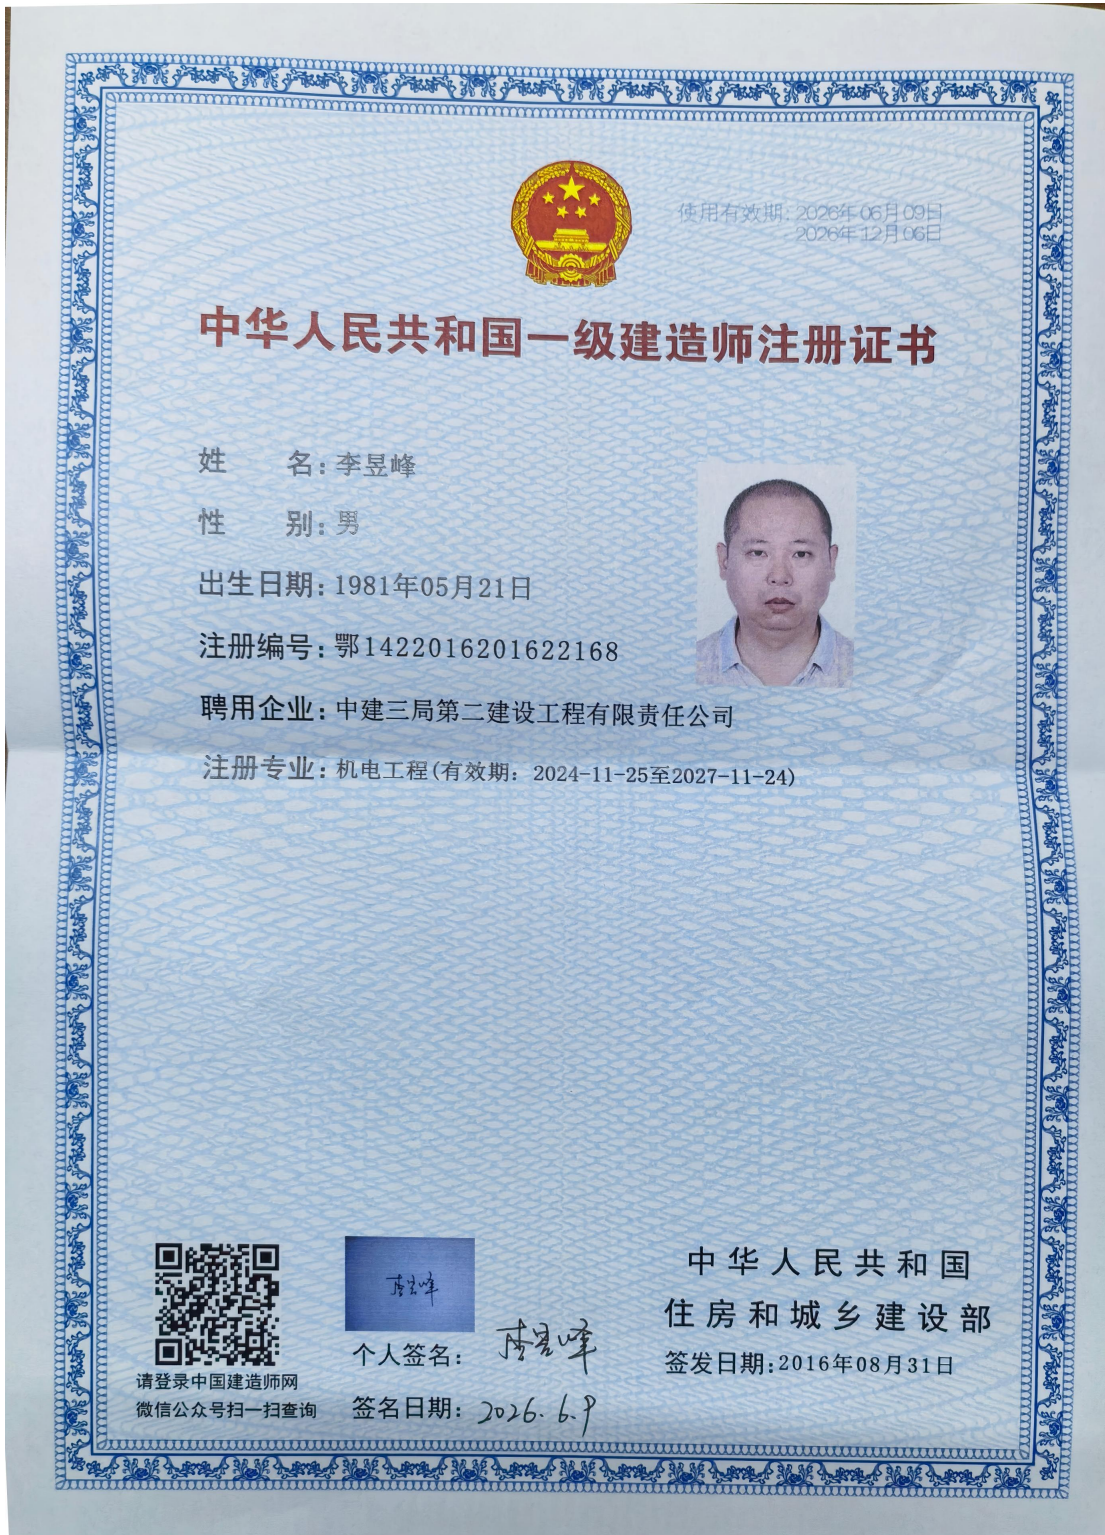 使用有效期: 2026年06月09日
2026年12月06日
中华人民共和国一级建造师注册证书
姓 名: 李昱峰
性 别: 男
出生日期: 1981年05月21日
注册编号: 鄂1422016201622168
聘用企业: 中建三局第二建设工程有限责任公司
注册专业: 机电工程(有效期: 2024-11-25至2027-11-24)
请登录中国建造师网
微信公众号扫一扫查询
李昱峰
个人签名: 李昱峰
签名日期: 2026.6.9
中华人民共和国
住房和城乡建设部
签发日期: 2016年08月31日